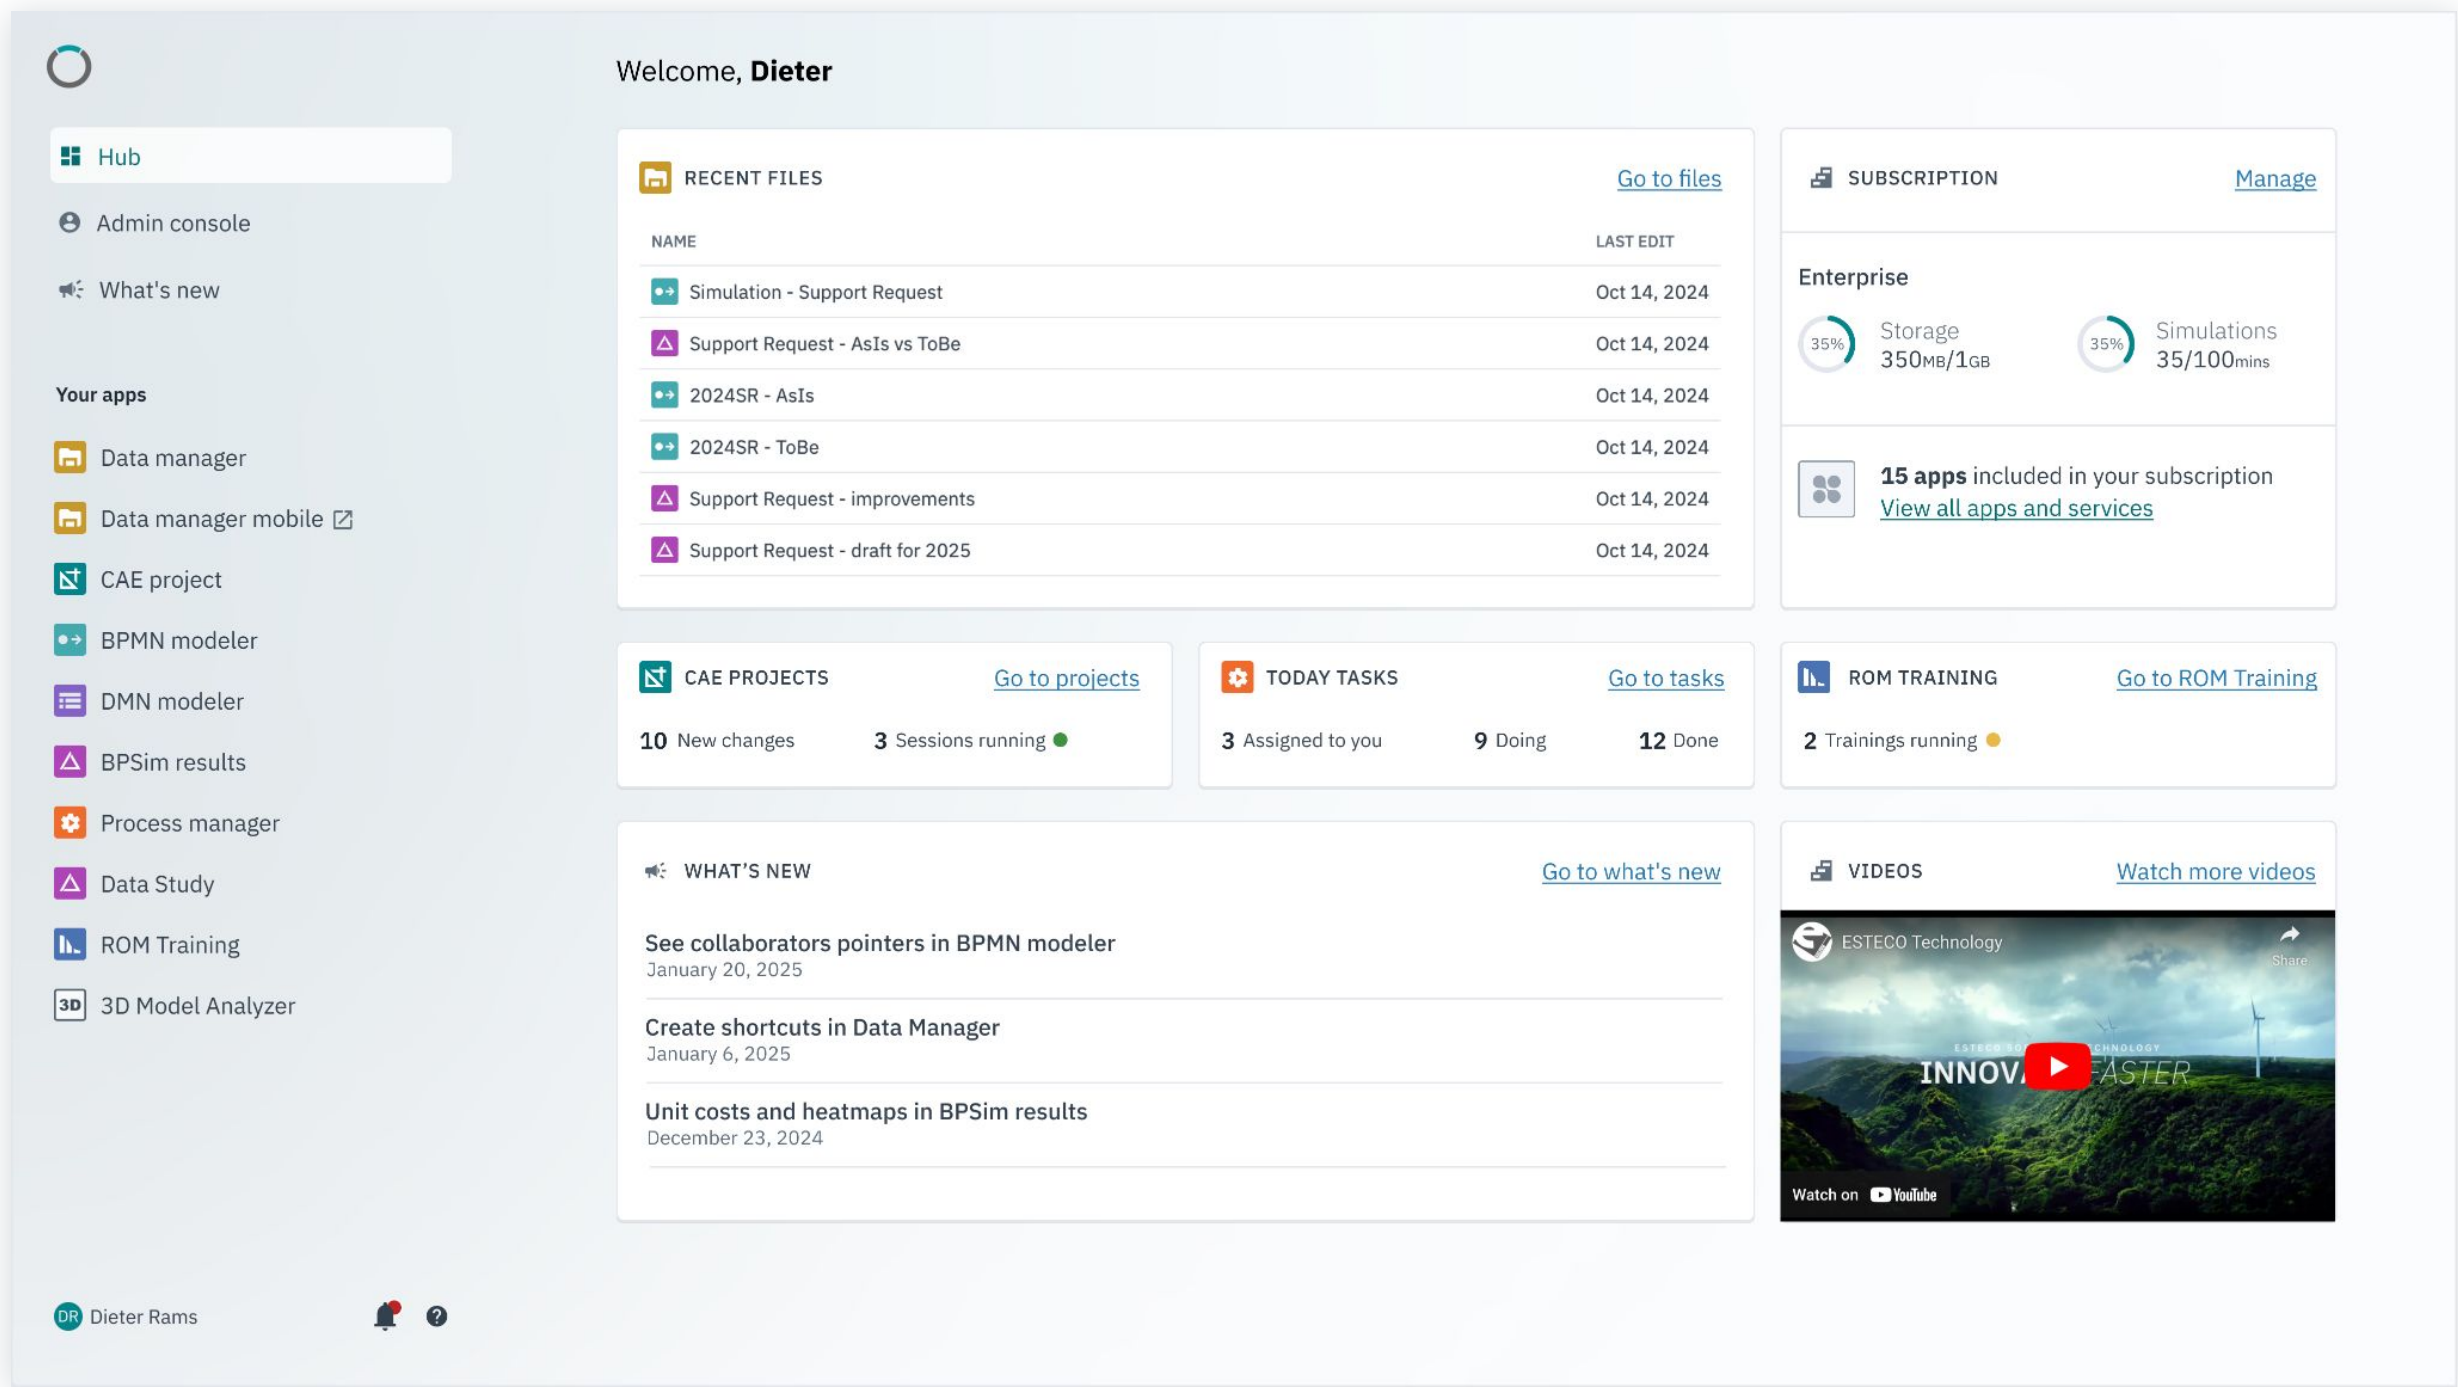 Welcome, Dieter
Hub
Admin console
What's new
Your apps
Data manager
Data manager mobile
CAE project
BPMN modeler
DMN modeler
BPSim results
Process manager
Data Study
ROM Training
3D 3D Model Analyzer
DR Dieter Rams
RECENT FILES Go to files
NAME LAST EDIT
Simulation - Support Request Oct 14, 2024
Support Request - AsIs vs ToBe Oct 14, 2024
2024SR - AsIs Oct 14, 2024
2024SR - ToBe Oct 14, 2024
Support Request - improvements Oct 14, 2024
Support Request - draft for 2025 Oct 14, 2024
SUBSCRIPTION Manage
Enterprise
35% Storage
350MB/1GB
35% Simulations
35/100mins
15 apps included in your subscription
View all apps and services
CAE PROJECTS Go to projects
10 New changes 3 Sessions running
TODAY TASKS Go to tasks
3 Assigned to you 9 Doing 12 Done
ROM TRAINING Go to ROM Training
2 Trainings running
WHAT’S NEW Go to what's new
See collaborators pointers in BPMN modeler
January 20, 2025
Create shortcuts in Data Manager
January 6, 2025
Unit costs and heatmaps in BPSim results
December 23, 2024
VIDEOS Watch more videos
ESTECO Technology
Share
ESTECO
Watch on YouTube